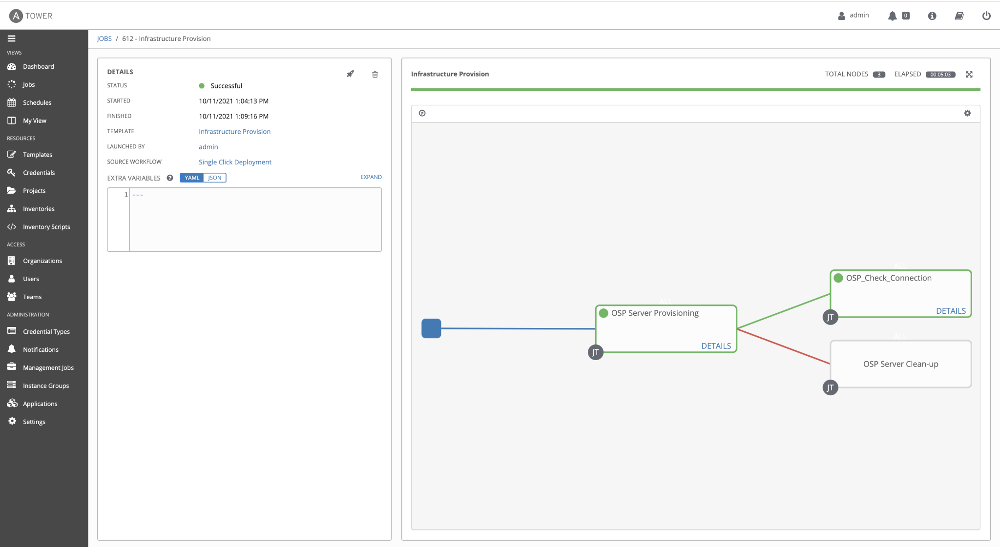 TOWER
admin
0
VIEWS
Dashboard
Jobs
Schedules
My View
RESOURCES
Templates
Credentials
Projects
Inventories
Inventory Scripts
ACCESS
Organizations
Users
Teams
ADMINISTRATION
Credential Types
Notifications
Management Jobs
Instance Groups
Applications
Settings
JOBS / 612 - Infrastructure Provision
DETAILS
STATUS Successful
STARTED 10/11/2021 1:04:13 PM
FINISHED 10/11/2021 1:09:16 PM
TEMPLATE Infrastructure Provision
LAUNCHED BY admin
SOURCE WORKFLOW Single Click Deployment
EXTRA VARIABLES ? YAML JSON EXPAND
1 ---
Infrastructure Provision TOTAL NODES 3 ELAPSED 00:05:03
ALL
OSP_Check_Connection
DETAILS
JT
ALL
OSP Server Provisioning
DETAILS
JT
ALL
OSP Server Clean-up
JT